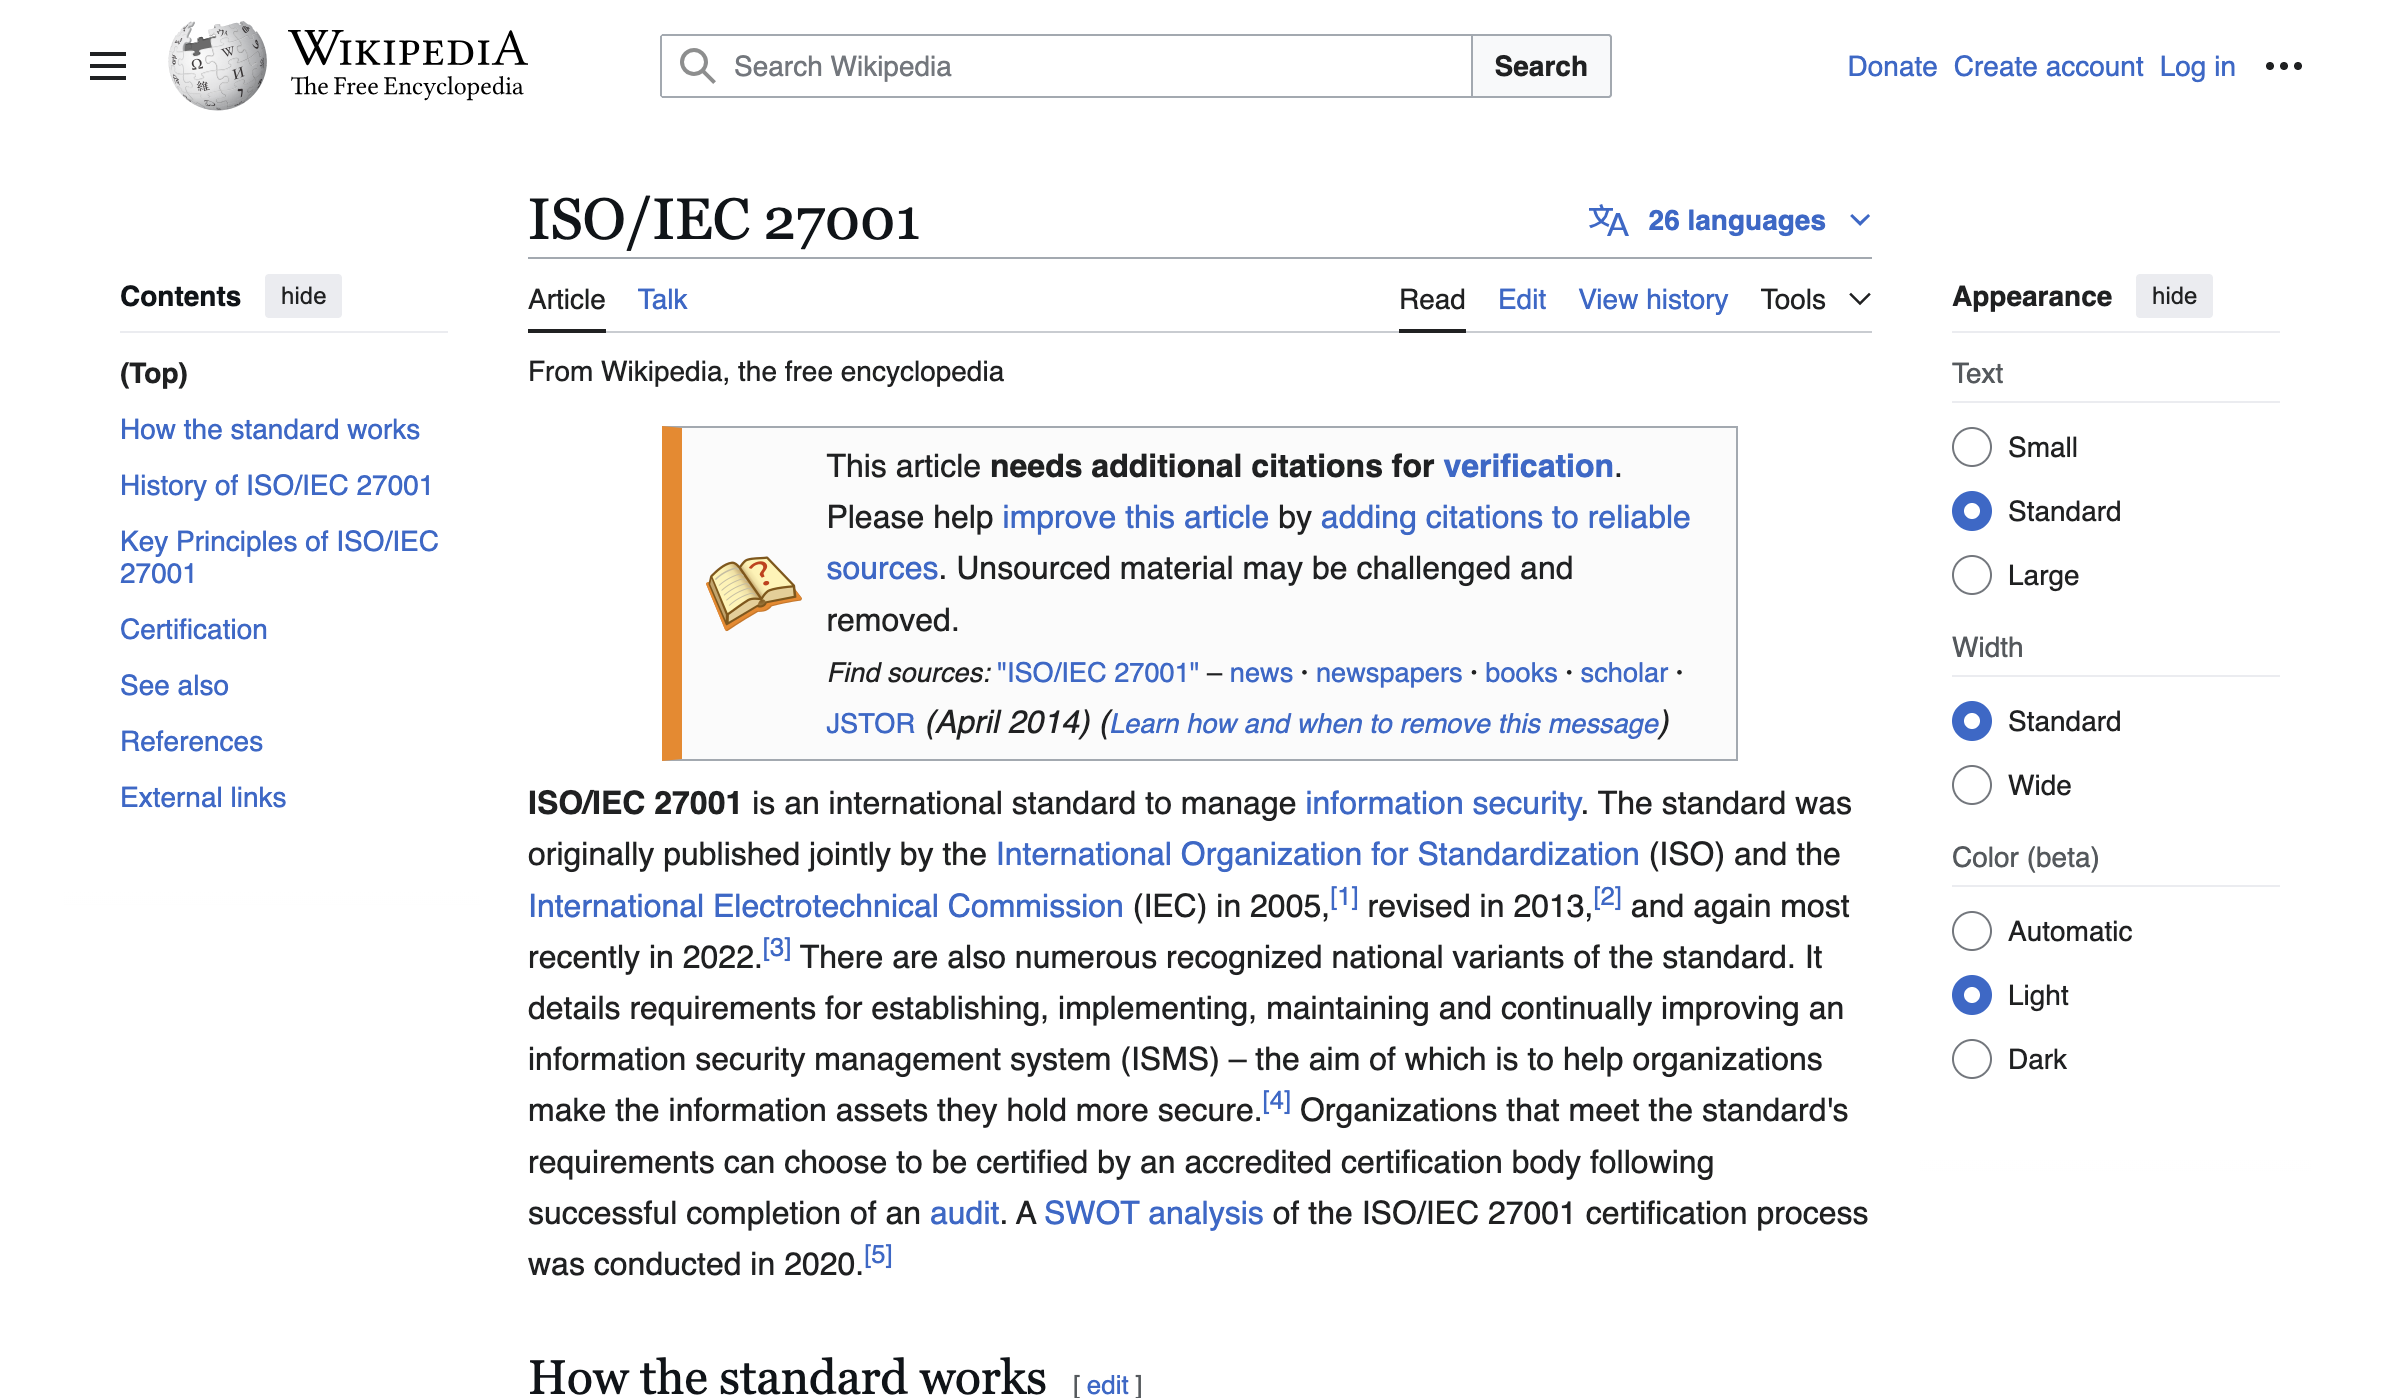 WIKIPEDIA
The Free Encyclopedia
Search Wikipedia
Search
Donate Create account Log in
ISO/IEC 27001
26 languages
Contents hide
(Top)
How the standard works
History of ISO/IEC 27001
Key Principles of ISO/IEC
27001
Certification
See also
References
External links
Article Talk
Read Edit View history Tools
From Wikipedia, the free encyclopedia
This article needs additional citations for verification.
Please help improve this article by adding citations to reliable
sources. Unsourced material may be challenged and
removed.
Find sources: "ISO/IEC 27001" – news · newspapers · books · scholar ·
JSTOR (April 2014) (Learn how and when to remove this message)
ISO/IEC 27001 is an international standard to manage information security. The standard was
originally published jointly by the International Organization for Standardization (ISO) and the
International Electrotechnical Commission (IEC) in 2005,[1] revised in 2013,[2] and again most
recently in 2022.[3] There are also numerous recognized national variants of the standard. It
details requirements for establishing, implementing, maintaining and continually improving an
information security management system (ISMS) – the aim of which is to help organizations
make the information assets they hold more secure.[4] Organizations that meet the standard's
requirements can choose to be certified by an accredited certification body following
successful completion of an audit. A SWOT analysis of the ISO/IEC 27001 certification process
was conducted in 2020.[5]
How the standard works [ edit ]
Appearance hide
Text
Small
Standard
Large
Width
Standard
Wide
Color (beta)
Automatic
Light
Dark